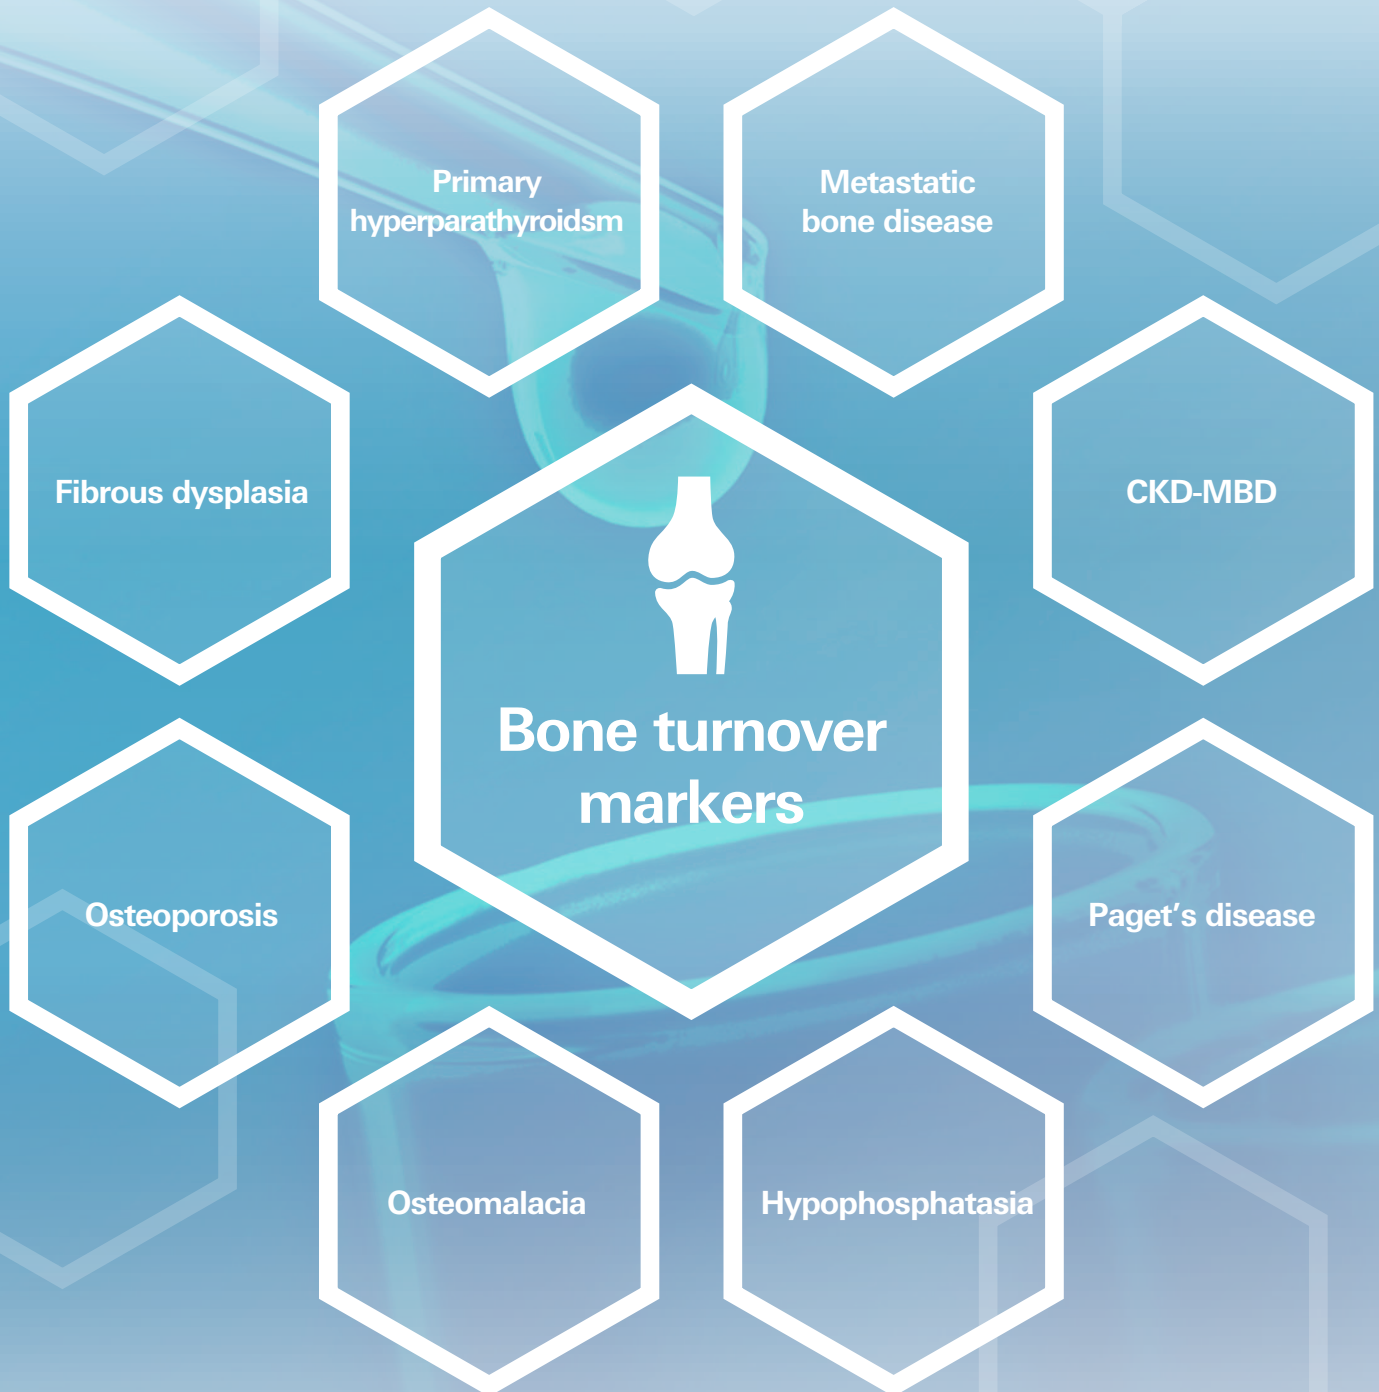 Primary
hyperparathyroidsm
Metastatic
bone disease
Fibrous dysplasia
CKD-MBD
Bone turnover
markers
Osteoporosis
Paget’s disease
Osteomalacia
Hypophosphatasia